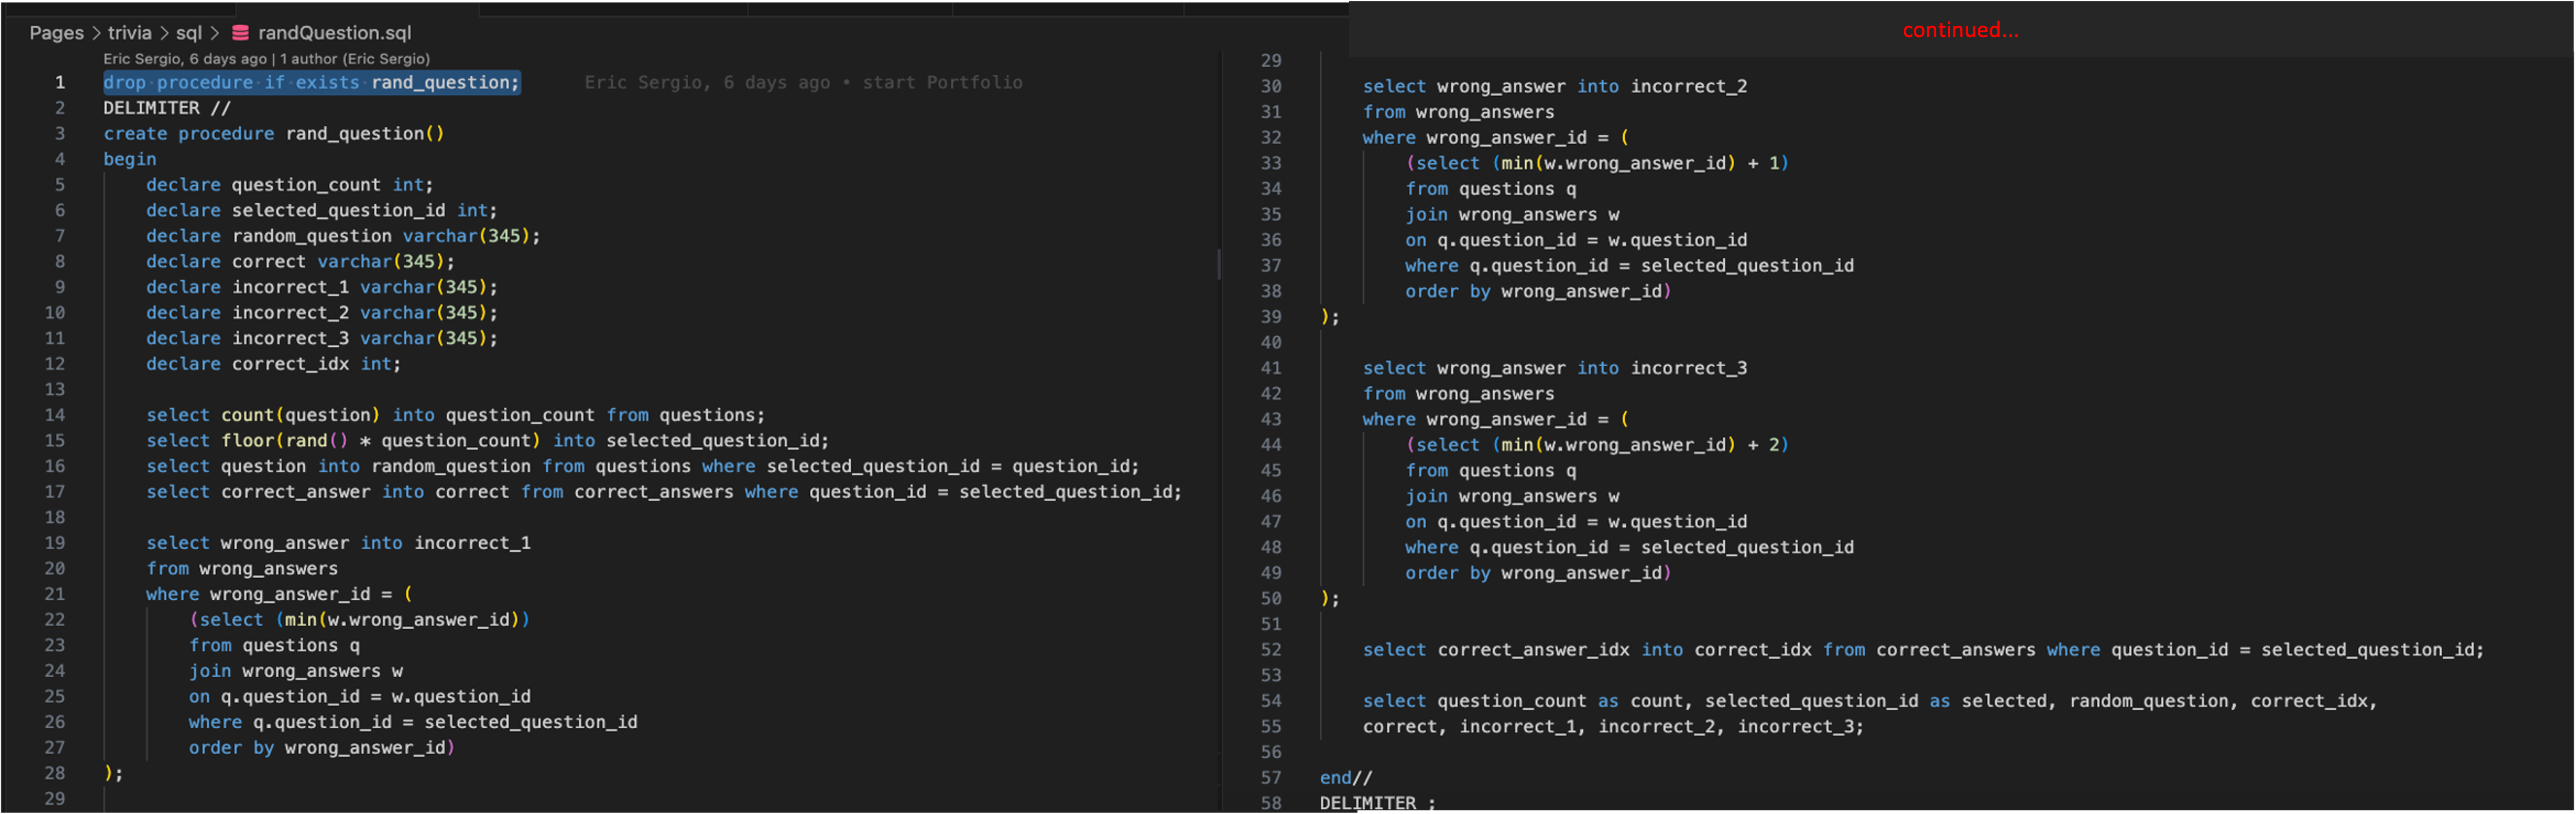 Pages > trivia > sql > randQuestion.sql
Eric Sergio, 6 days ago | 1 author (Eric Sergio)
1 drop procedure if exists rand_question; Eric Sergio, 6 days ago • start Portfolio
2 DELIMITER //
3 create procedure rand_question()
4 begin
5 declare question_count int;
6 declare selected_question_id int;
7 declare random_question varchar(345);
8 declare correct varchar(345);
9 declare incorrect_1 varchar(345);
10 declare incorrect_2 varchar(345);
11 declare incorrect_3 varchar(345);
12 declare correct_idx int;
13
14 select count(question) into question_count from questions;
15 select floor(rand() * question_count) into selected_question_id;
16 select question into random_question from questions where selected_question_id = question_id;
17 select correct_answer into correct from correct_answers where question_id = selected_question_id;
18
19 select wrong_answer into incorrect_1
20 from wrong_answers
21 where wrong_answer_id = (
22 (select (min(w.wrong_answer_id))
23 from questions q
24 join wrong_answers w
25 on q.question_id = w.question_id
26 where q.question_id = selected_question_id
27 order by wrong_answer_id)
28 );
29
continued...
29
30 select wrong_answer into incorrect_2
31 from wrong_answers
32 where wrong_answer_id = (
33 (select (min(w.wrong_answer_id) + 1)
34 from questions q
35 join wrong_answers w
36 on q.question_id = w.question_id
37 where q.question_id = selected_question_id
38 order by wrong_answer_id)
39 );
40
41 select wrong_answer into incorrect_3
42 from wrong_answers
43 where wrong_answer_id = (
44 (select (min(w.wrong_answer_id) + 2)
45 from questions q
46 join wrong_answers w
47 on q.question_id = w.question_id
48 where q.question_id = selected_question_id
49 order by wrong_answer_id)
50 );
51
52 select correct_answer_idx into correct_idx from correct_answers where question_id = selected_question_id;
53
54 select question_count as count, selected_question_id as selected, random_question, correct_idx,
55 correct, incorrect_1, incorrect_2, incorrect_3;
56
57 end//
58 DELIMITER ;